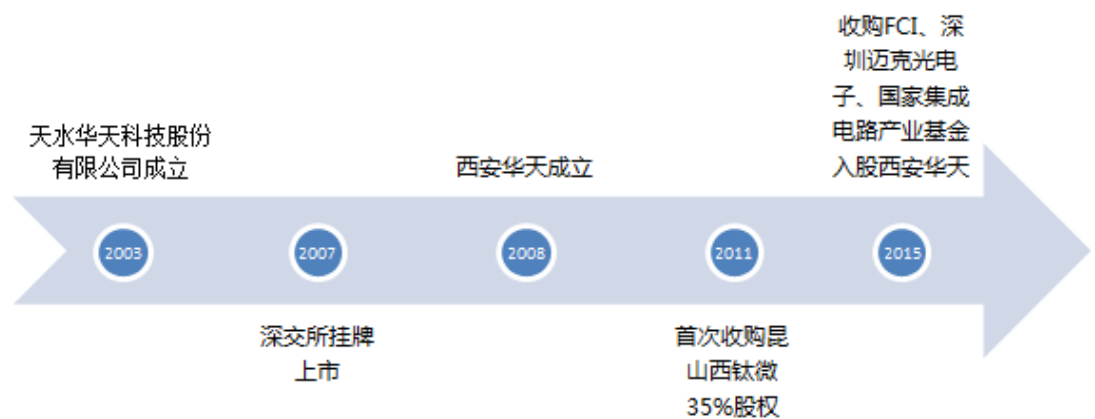 天水华天科技股份
有限公司成立
2003
深交所挂牌
上市
2007
西安华天成立
2008
首次收购昆
山西钛微
35%股权
2011
收购FCI、深
圳迈克光电
子、国家集成
电路产业基金
入股西安华天
2015